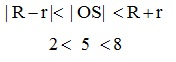 | R−r|< | OS| < R+r
2< 5 <8